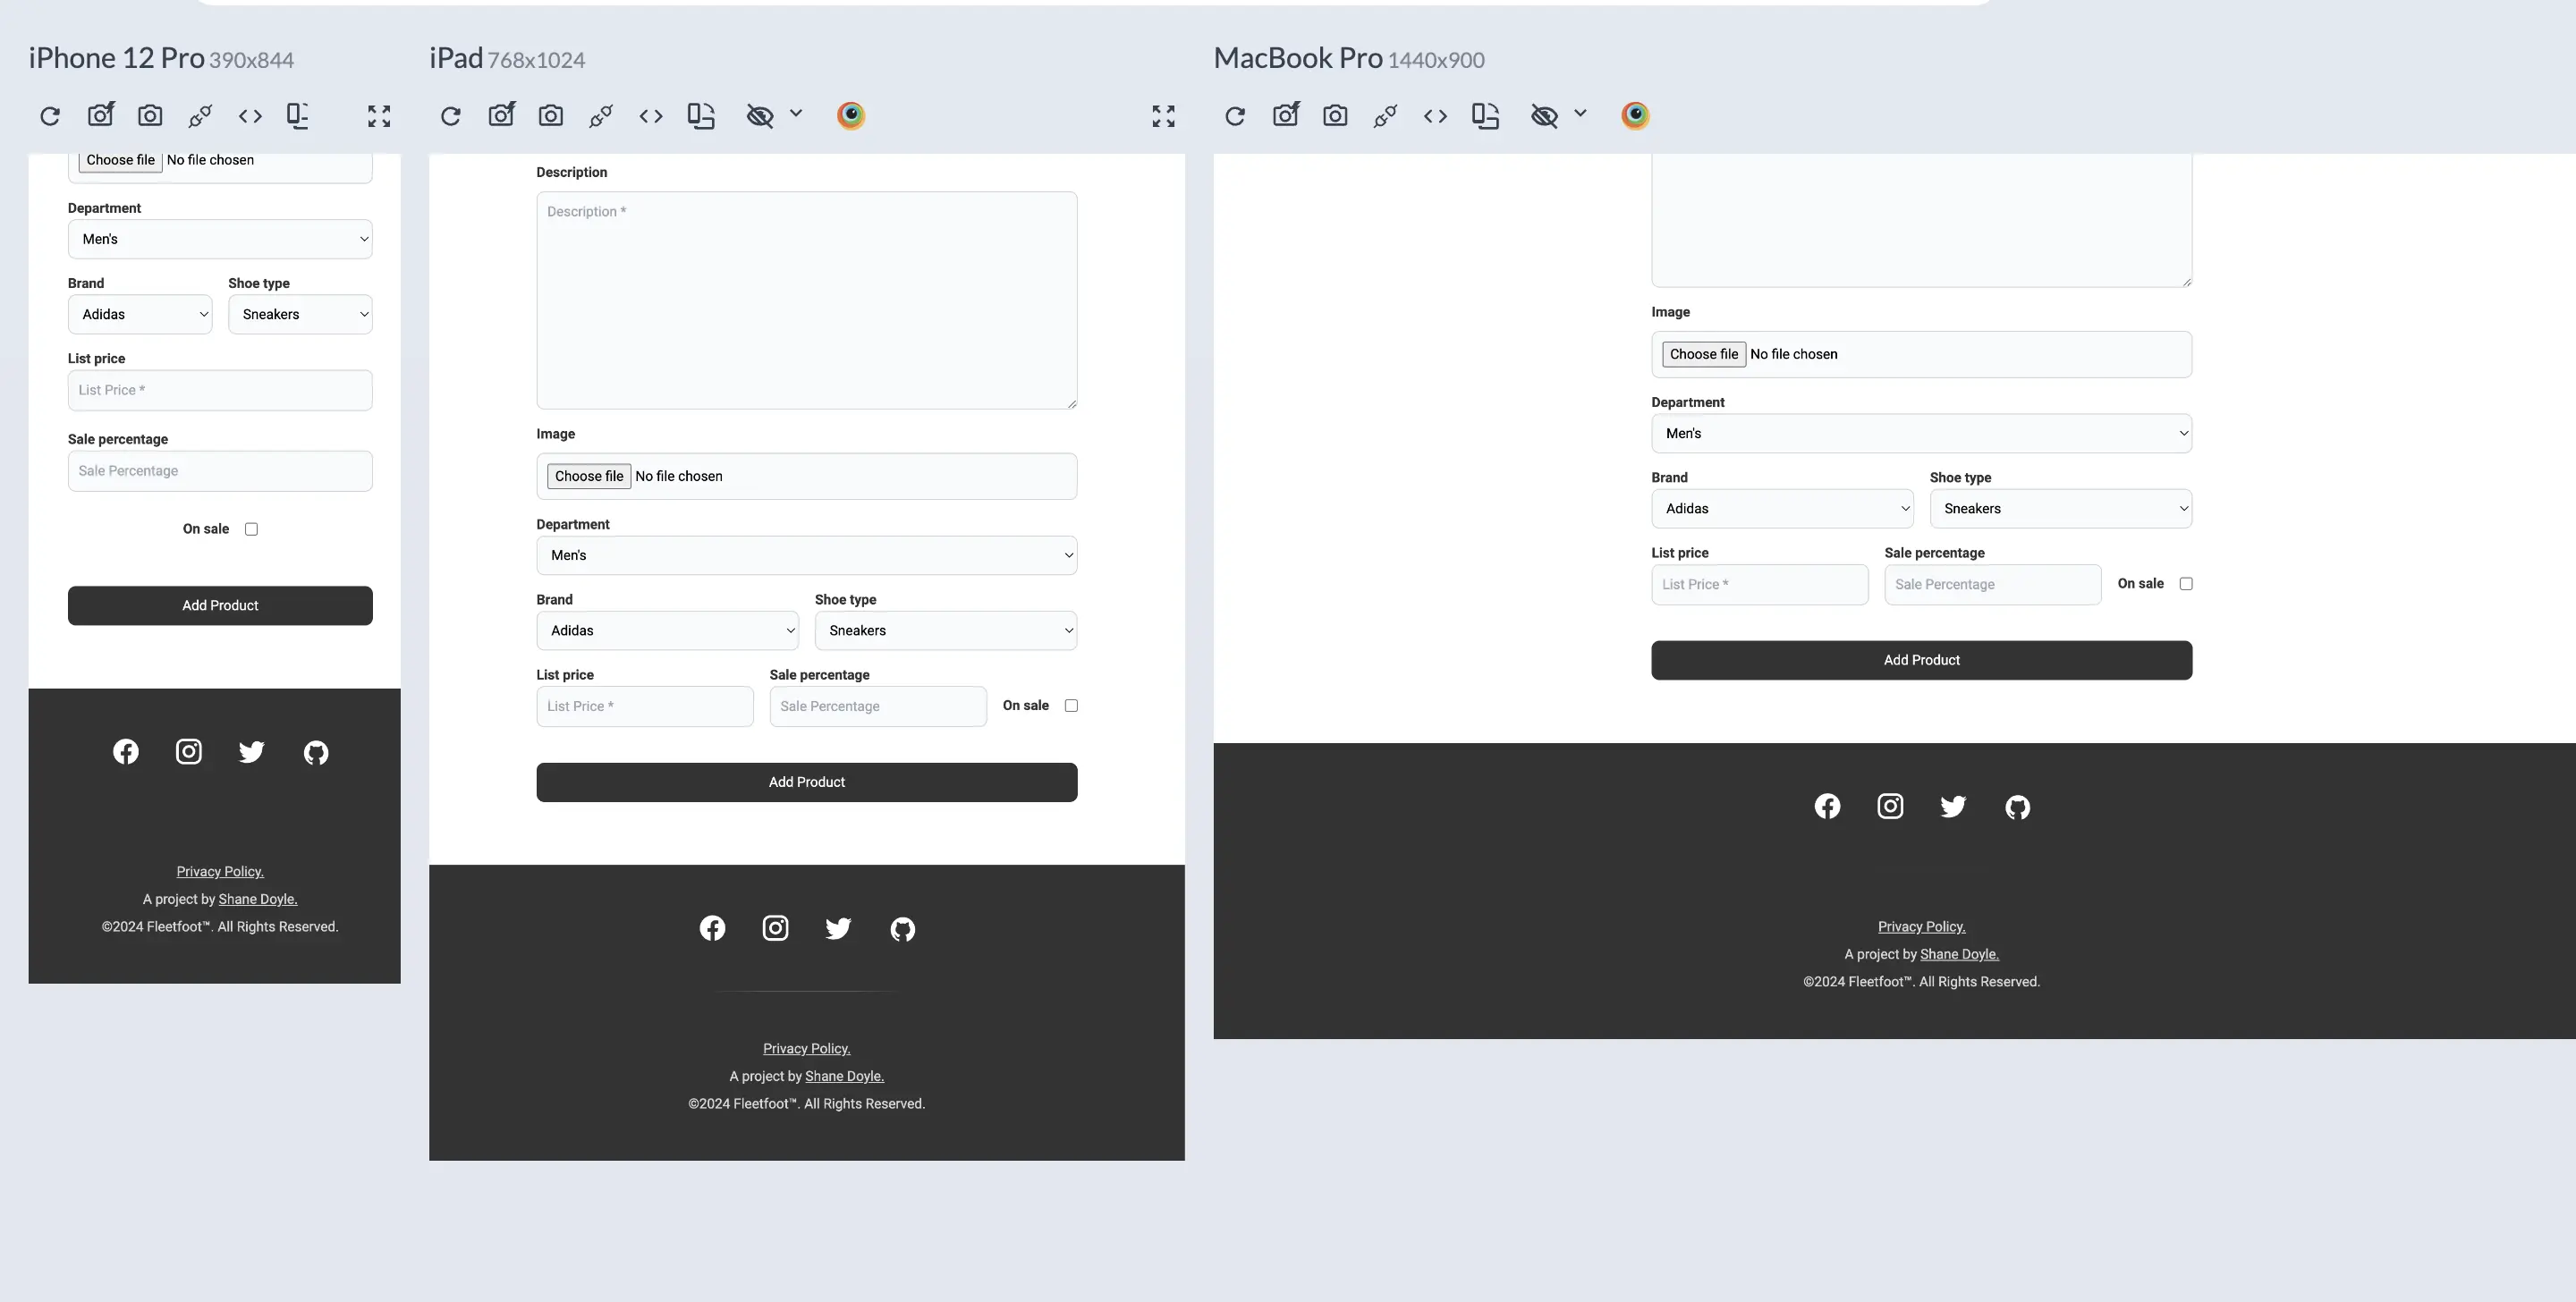 iPhone 12 Pro 390x844
Choose file No file chosen
Department
Men's
Brand Shoe type
Adidas Sneakers
List price
List Price *
Sale percentage
Sale Percentage
On sale
Add Product
Privacy Policy.
A project by Shane Doyle.
©2024 Fleetfoot™. All Rights Reserved.
iPad 768x1024
Description
Description *
Image
Choose file No file chosen
Department
Men's
Brand Shoe type
Adidas Sneakers
List price Sale percentage
List Price * Sale Percentage On sale
Add Product
Privacy Policy.
A project by Shane Doyle.
©2024 Fleetfoot™. All Rights Reserved.
MacBook Pro 1440x900
Image
Choose file No file chosen
Department
Men's
Brand Shoe type
Adidas Sneakers
List price Sale percentage
List Price * Sale Percentage On sale
Add Product
Privacy Policy.
A project by Shane Doyle.
©2024 Fleetfoot™. All Rights Reserved.